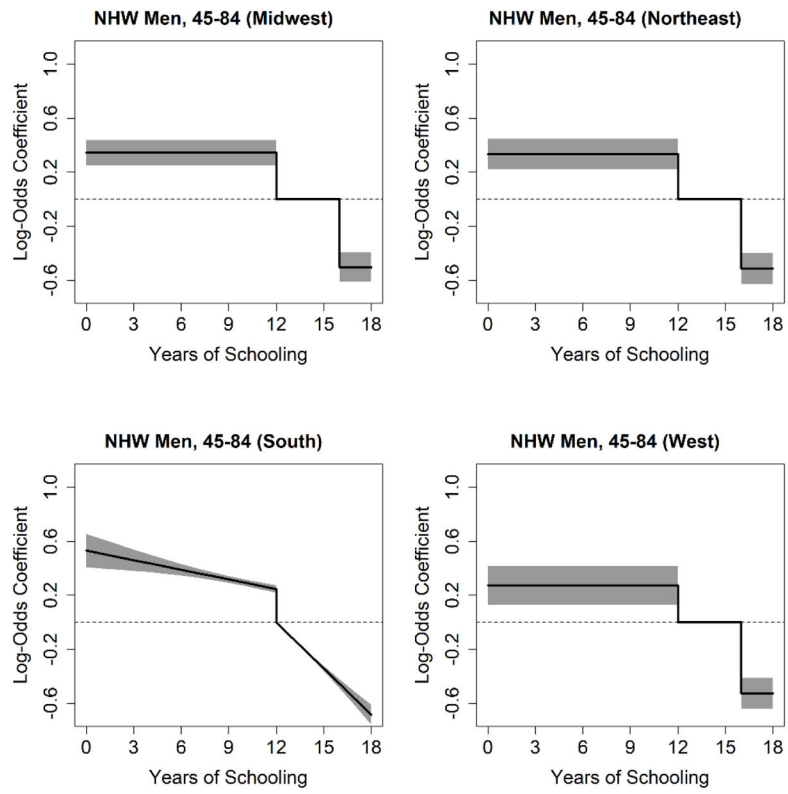 NHW Men, 45-84 (Midwest)
Log-Odds Coefficient
1.0
0.6
0.2
-0.2
-0.6
0 3 6 9 12 15 18
Years of Schooling
NHW Men, 45-84 (Northeast)
Log-Odds Coefficient
1.0
0.6
0.2
-0.2
-0.6
0 3 6 9 12 15 18
Years of Schooling
NHW Men, 45-84 (South)
Log-Odds Coefficient
1.0
0.6
0.2
-0.2
-0.6
0 3 6 9 12 15 18
Years of Schooling
NHW Men, 45-84 (West)
Log-Odds Coefficient
1.0
0.6
0.2
-0.2
-0.6
0 3 6 9 12 15 18
Years of Schooling